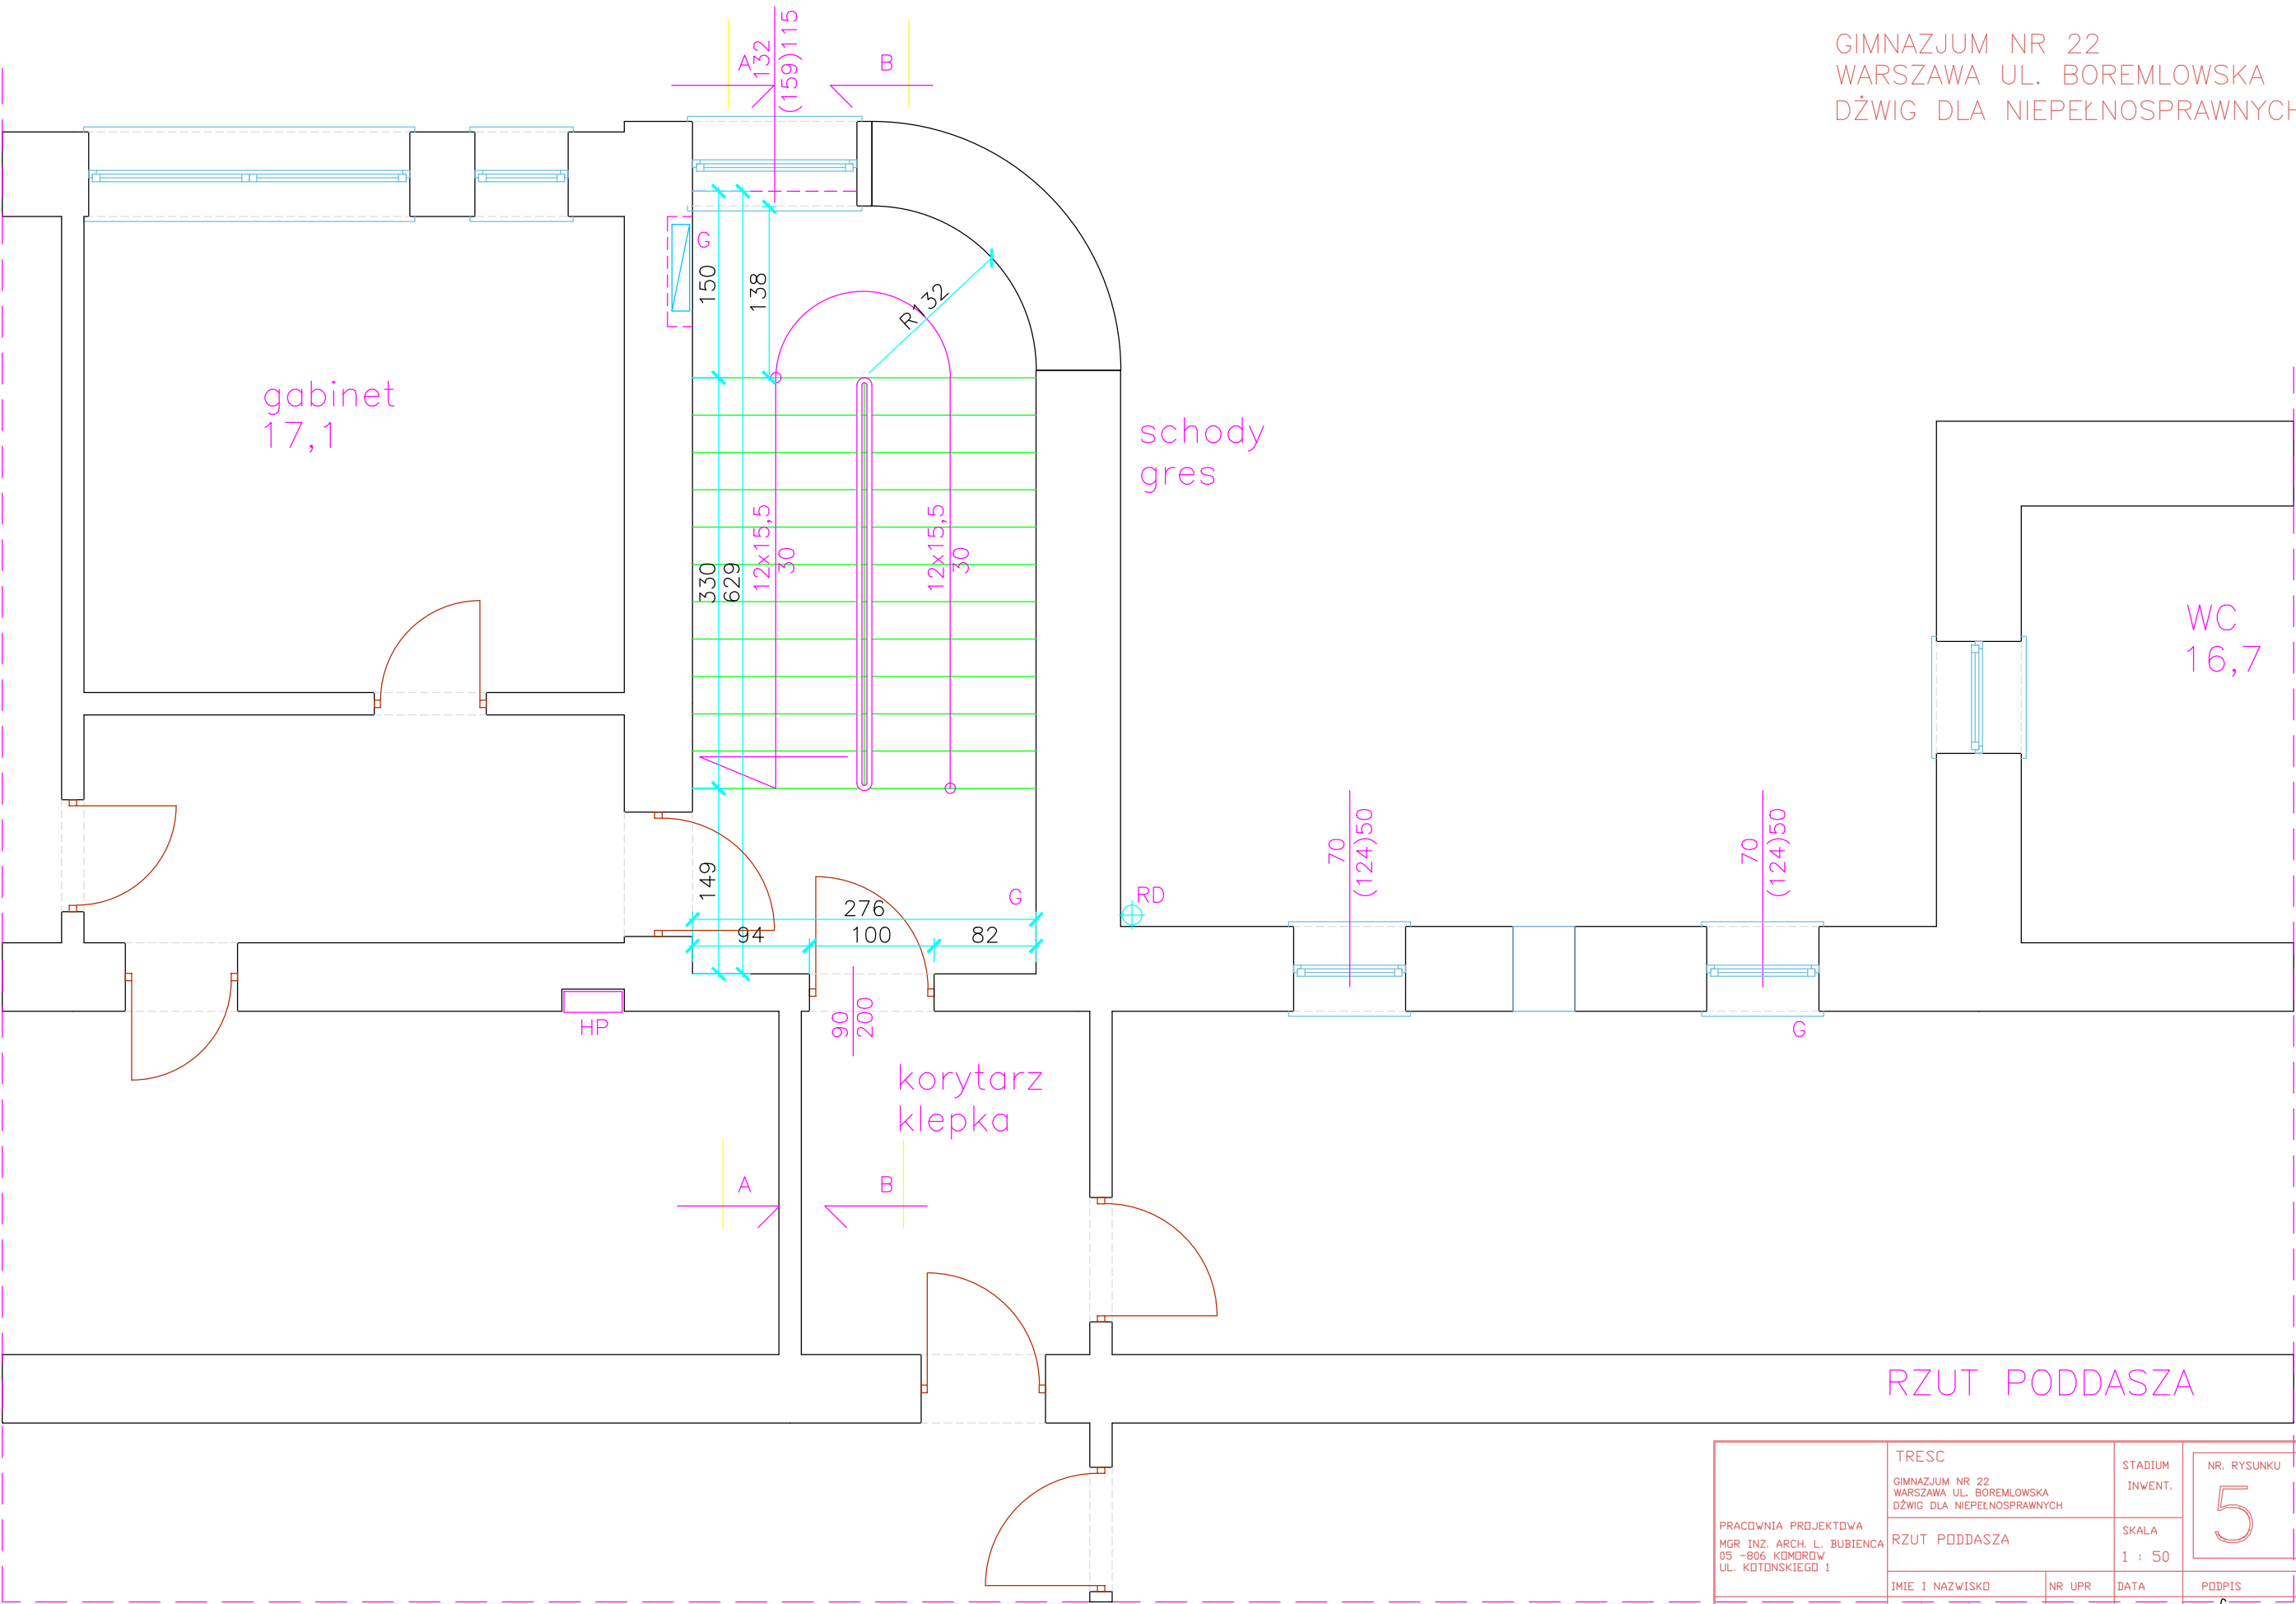 GIMNAZJUM NR 22
WARSZAWA UL. BOREMLOWSKA
DŻWIG DLA NIEPEŁNOSPRAWNYCH
A
132
(159)115
B
G
150
138
R132
gabinet
17,1
schody
gres
12x15,5
30
12x15,5
30
330
629
WC
16,7
70
(124)50
70
(124)50
149
G
RD
276
94
100
82
HP
90
200
G
korytarz
klepka
A
B
RZUT PODDASZA
TRESC
GIMNAZJUM NR 22
WARSZAWA UL. BOREMLOWSKA
DŹWIG DLA NIEPEŁNOSPRAWNYCH
STADIUM
INWENT.
NR. RYSUNKU
5
PRACOWNIA PROJEKTOWA
MGR INZ. ARCH. L. BUBIENCA
05 -806 KOMOROW
UL. KOTONSKIEGO 1
RZUT PODDASZA
SKALA
1 : 50
IMIE I NAZWISKO
NR UPR
DATA
PODPIS